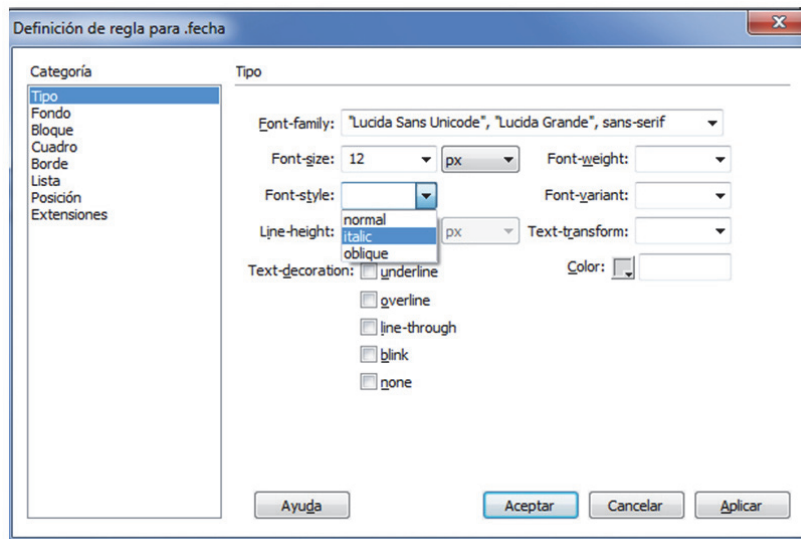 Definición de regla para .fecha
x
Categoría
Tipo
Fondo
Bloque
Cuadro
Borde
Lista
Posición
Extensiones
Tipo
Font-family: "Lucida Sans Unicode", "Lucida Grande", sans-serif
Font-size: 12 px Font-weight:
Font-style: Font-variant:
normal
italic
oblique
Line-height: px Text-transform:
Text-decoration: underline Color:
overline
line-through
blink
none
Ayuda Aceptar Cancelar Aplicar